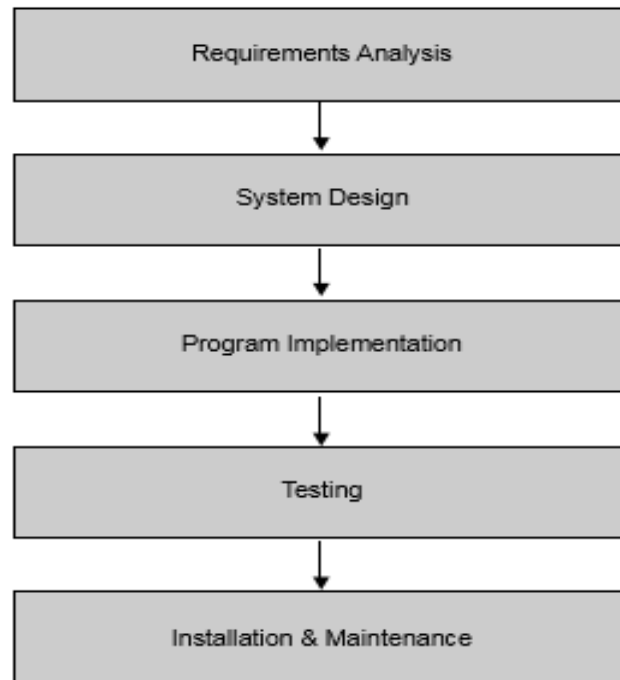 Requirements Analysis
System Design
Program Implementation
Testing
Installation & Maintenance